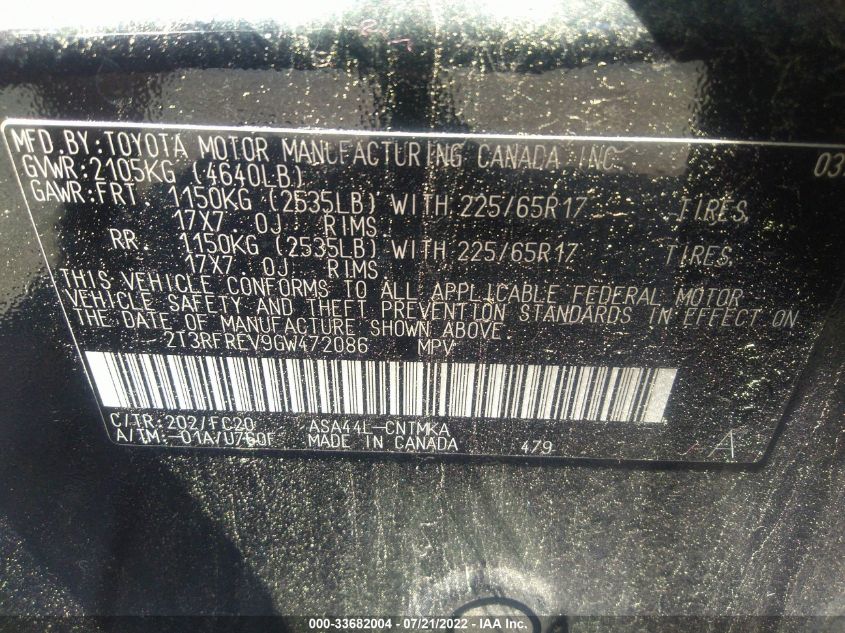 MFD.BY:TOYOTA MOTOR MANUFACTURING CANADA INC. 03
GVWR:2105KG (4640LB)
GAWR:FRT. 1150KG (2535LB) WITH 225/65R17 TIRES,
17X7.0J RIMS
RR. 1150KG (2535LB) WITH 225/65R17 TIRES,
17X7.0J RIMS
THIS VEHICLE CONFORMS TO ALL APPLICABLE FEDERAL MOTOR
VEHICLE SAFETY AND THEFT PREVENTION STANDARDS IN EFFECT ON
THE DATE OF MANUFACTURE SHOWN ABOVE.
2T3RFREV9GW472086 MPV
C/TR:202/FC20 ASA44L-CNTMKA
A/TM:-01A/U760F MADE IN CANADA 479 A
000-33682004 - 07/21/2022 - IAA Inc.